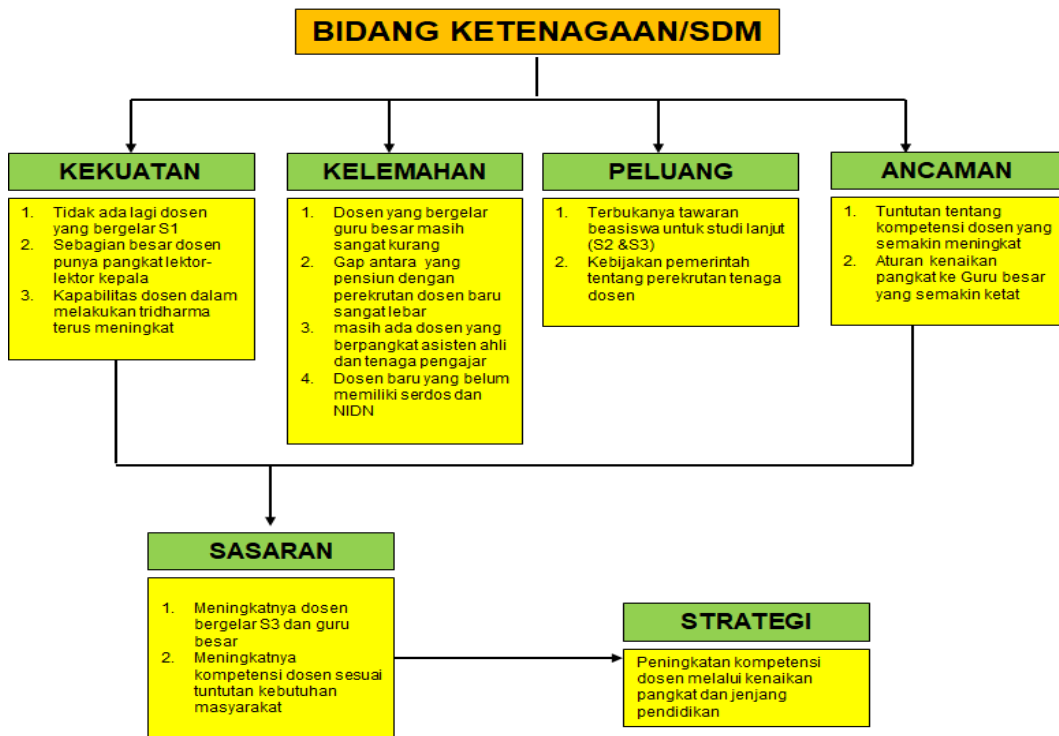 BIDANG KETENAGAAN/SDM
KEKUATAN
1. Tidak ada lagi dosen
yang bergelar S1
2. Sebagian besar dosen
punya pangkat lektor-
lektor kepala
3. Kapabilitas dosen dalam
melakukan tridharma
terus meningkat
KELEMAHAN
1. Dosen yang bergelar
guru besar masih
sangat kurang
2. Gap antara yang
pensiun dengan
perekrutan dosen baru
sangat lebar
3. masih ada dosen yang
berpangkat asisten ahli
dan tenaga pengajar
4. Dosen baru yang belum
memiliki serdos dan
NIDN
PELUANG
1. Terbukanya tawaran
beasiswa untuk studi lanjut
(S2 &S3)
2. Kebijakan pemerintah
tentang perekrutan tenaga
dosen
ANCAMAN
1. Tuntutan tentang
kompetensi dosen yang
semakin meningkat
2. Aturan kenaikan
pangkat ke Guru besar
yang semakin ketat
SASARAN
1. Meningkatnya dosen
bergelar S3 dan guru
besar
2. Meningkatnya
kompetensi dosen sesuai
tuntutan kebutuhan
masyarakat
STRATEGI
Peningkatan kompetensi
dosen melalui kenaikan
pangkat dan jenjang
pendidikan